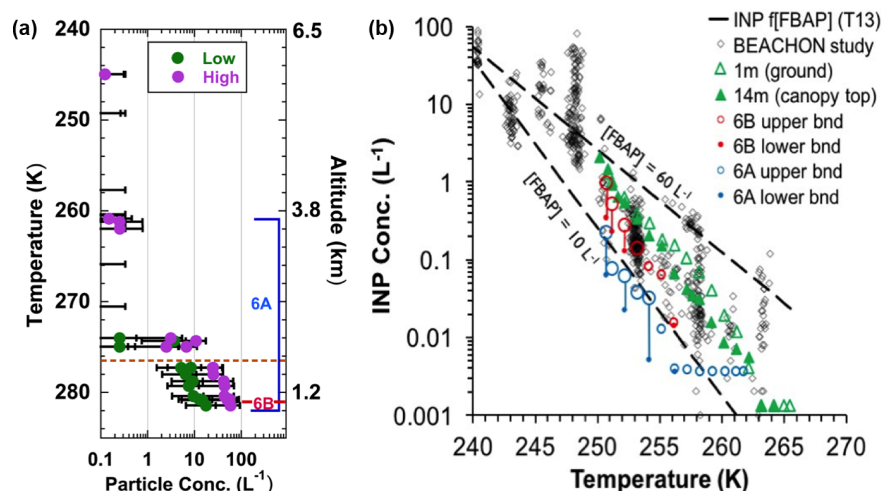 (a)
240
250
260
270
280
Temperature (K)
Low
High
6.5
3.8
1.2
Altitude (km)
6A
6B
0.1 1 10 100
Particle Conc. (L⁻¹)
(b)
100
10
1
0.1
0.01
0.001
INP Conc. (L⁻¹)
INP f[FBAP] (T13)
BEACHON study
1m (ground)
14m (canopy top)
6B upper bnd
6B lower bnd
6A upper bnd
6A lower bnd
[FBAP] = 60 L⁻¹
[FBAP] = 10 L⁻¹
240 245 250 255 260 265 270
Temperature (K)